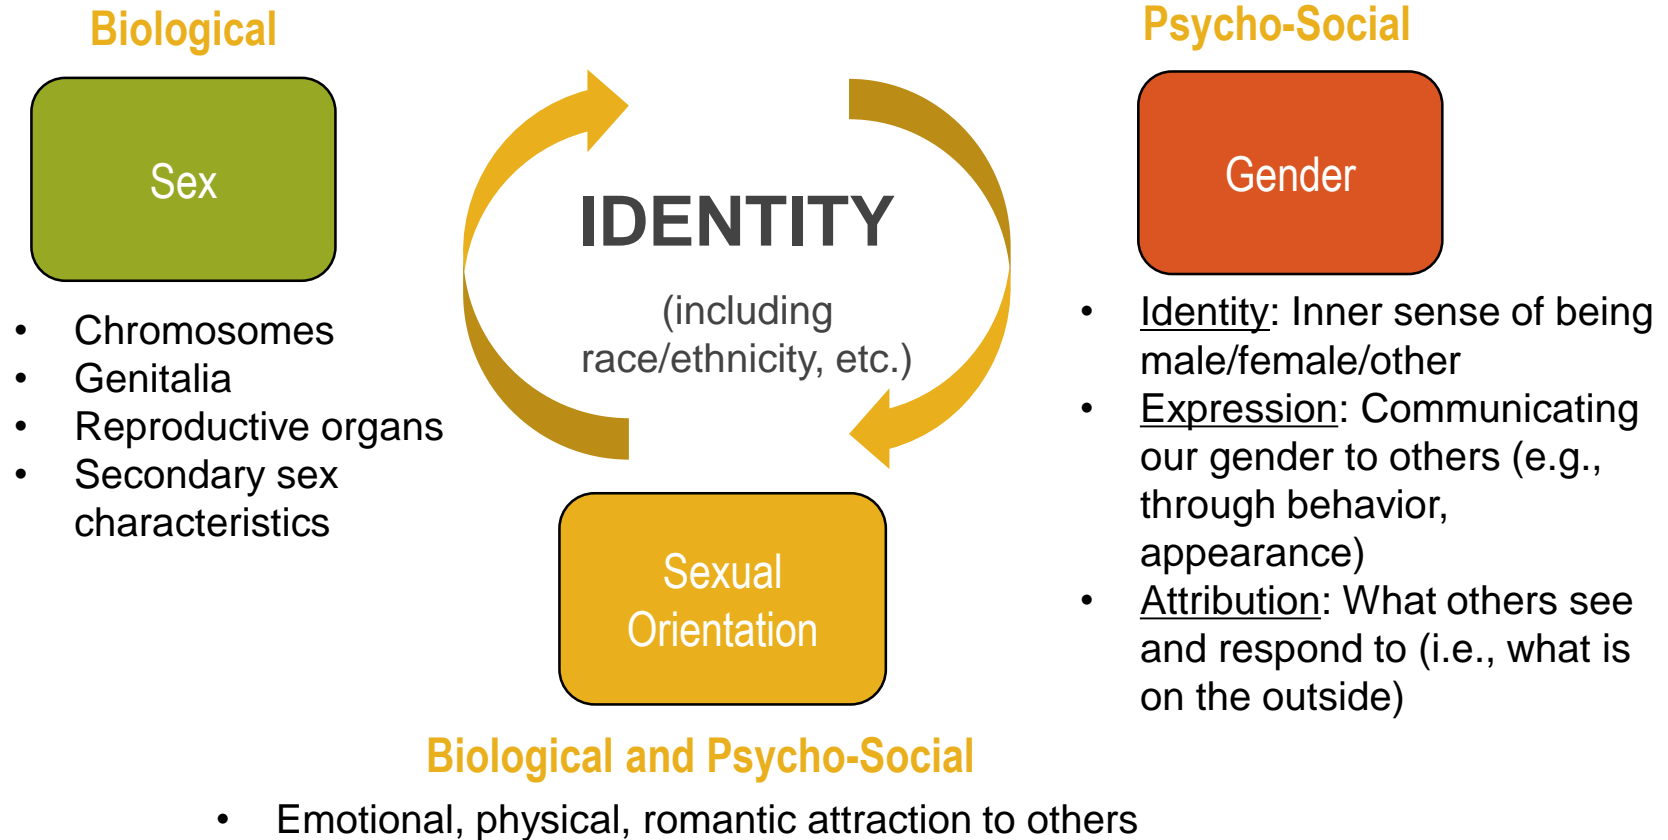 Biological
Sex
• Chromosomes
• Genitalia
• Reproductive organs
• Secondary sex
characteristics
IDENTITY
(including
race/ethnicity, etc.)
Psycho-Social
Gender
• Identity: Inner sense of being
male/female/other
• Expression: Communicating
our gender to others (e.g.,
through behavior,
appearance)
• Attribution: What others see
and respond to (i.e., what is
on the outside)
Sexual
Orientation
Biological and Psycho-Social
• Emotional, physical, romantic attraction to others